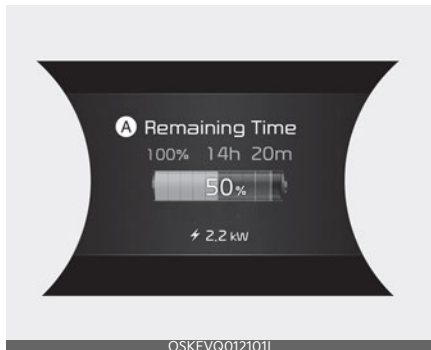 A Remaining Time
100% 14h 20m
50%
2.2 kW
OSKEVQ012101L